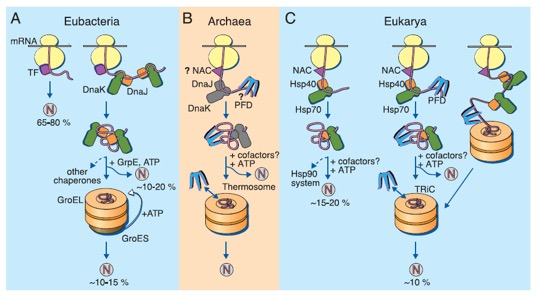 A Eubacteria
mRNA
TF
DnaK
DnaJ
N
65-80 %
+ GrpE, ATP
other
chaperones
N
~10-20 %
GroEL
+ATP
GroES
N
~10-15 %
B Archaea
? NAC
DnaJ
DnaK
?
PFD
+ cofactors?
+ ATP
N
Thermosome
N
C Eukarya
NAC
Hsp40
Hsp70
+ cofactors?
+ ATP
Hsp90
system
N
~15-20 %
NAC
Hsp40
Hsp70
PFD
+ cofactors?
+ ATP
N
TRiC
N
~10 %